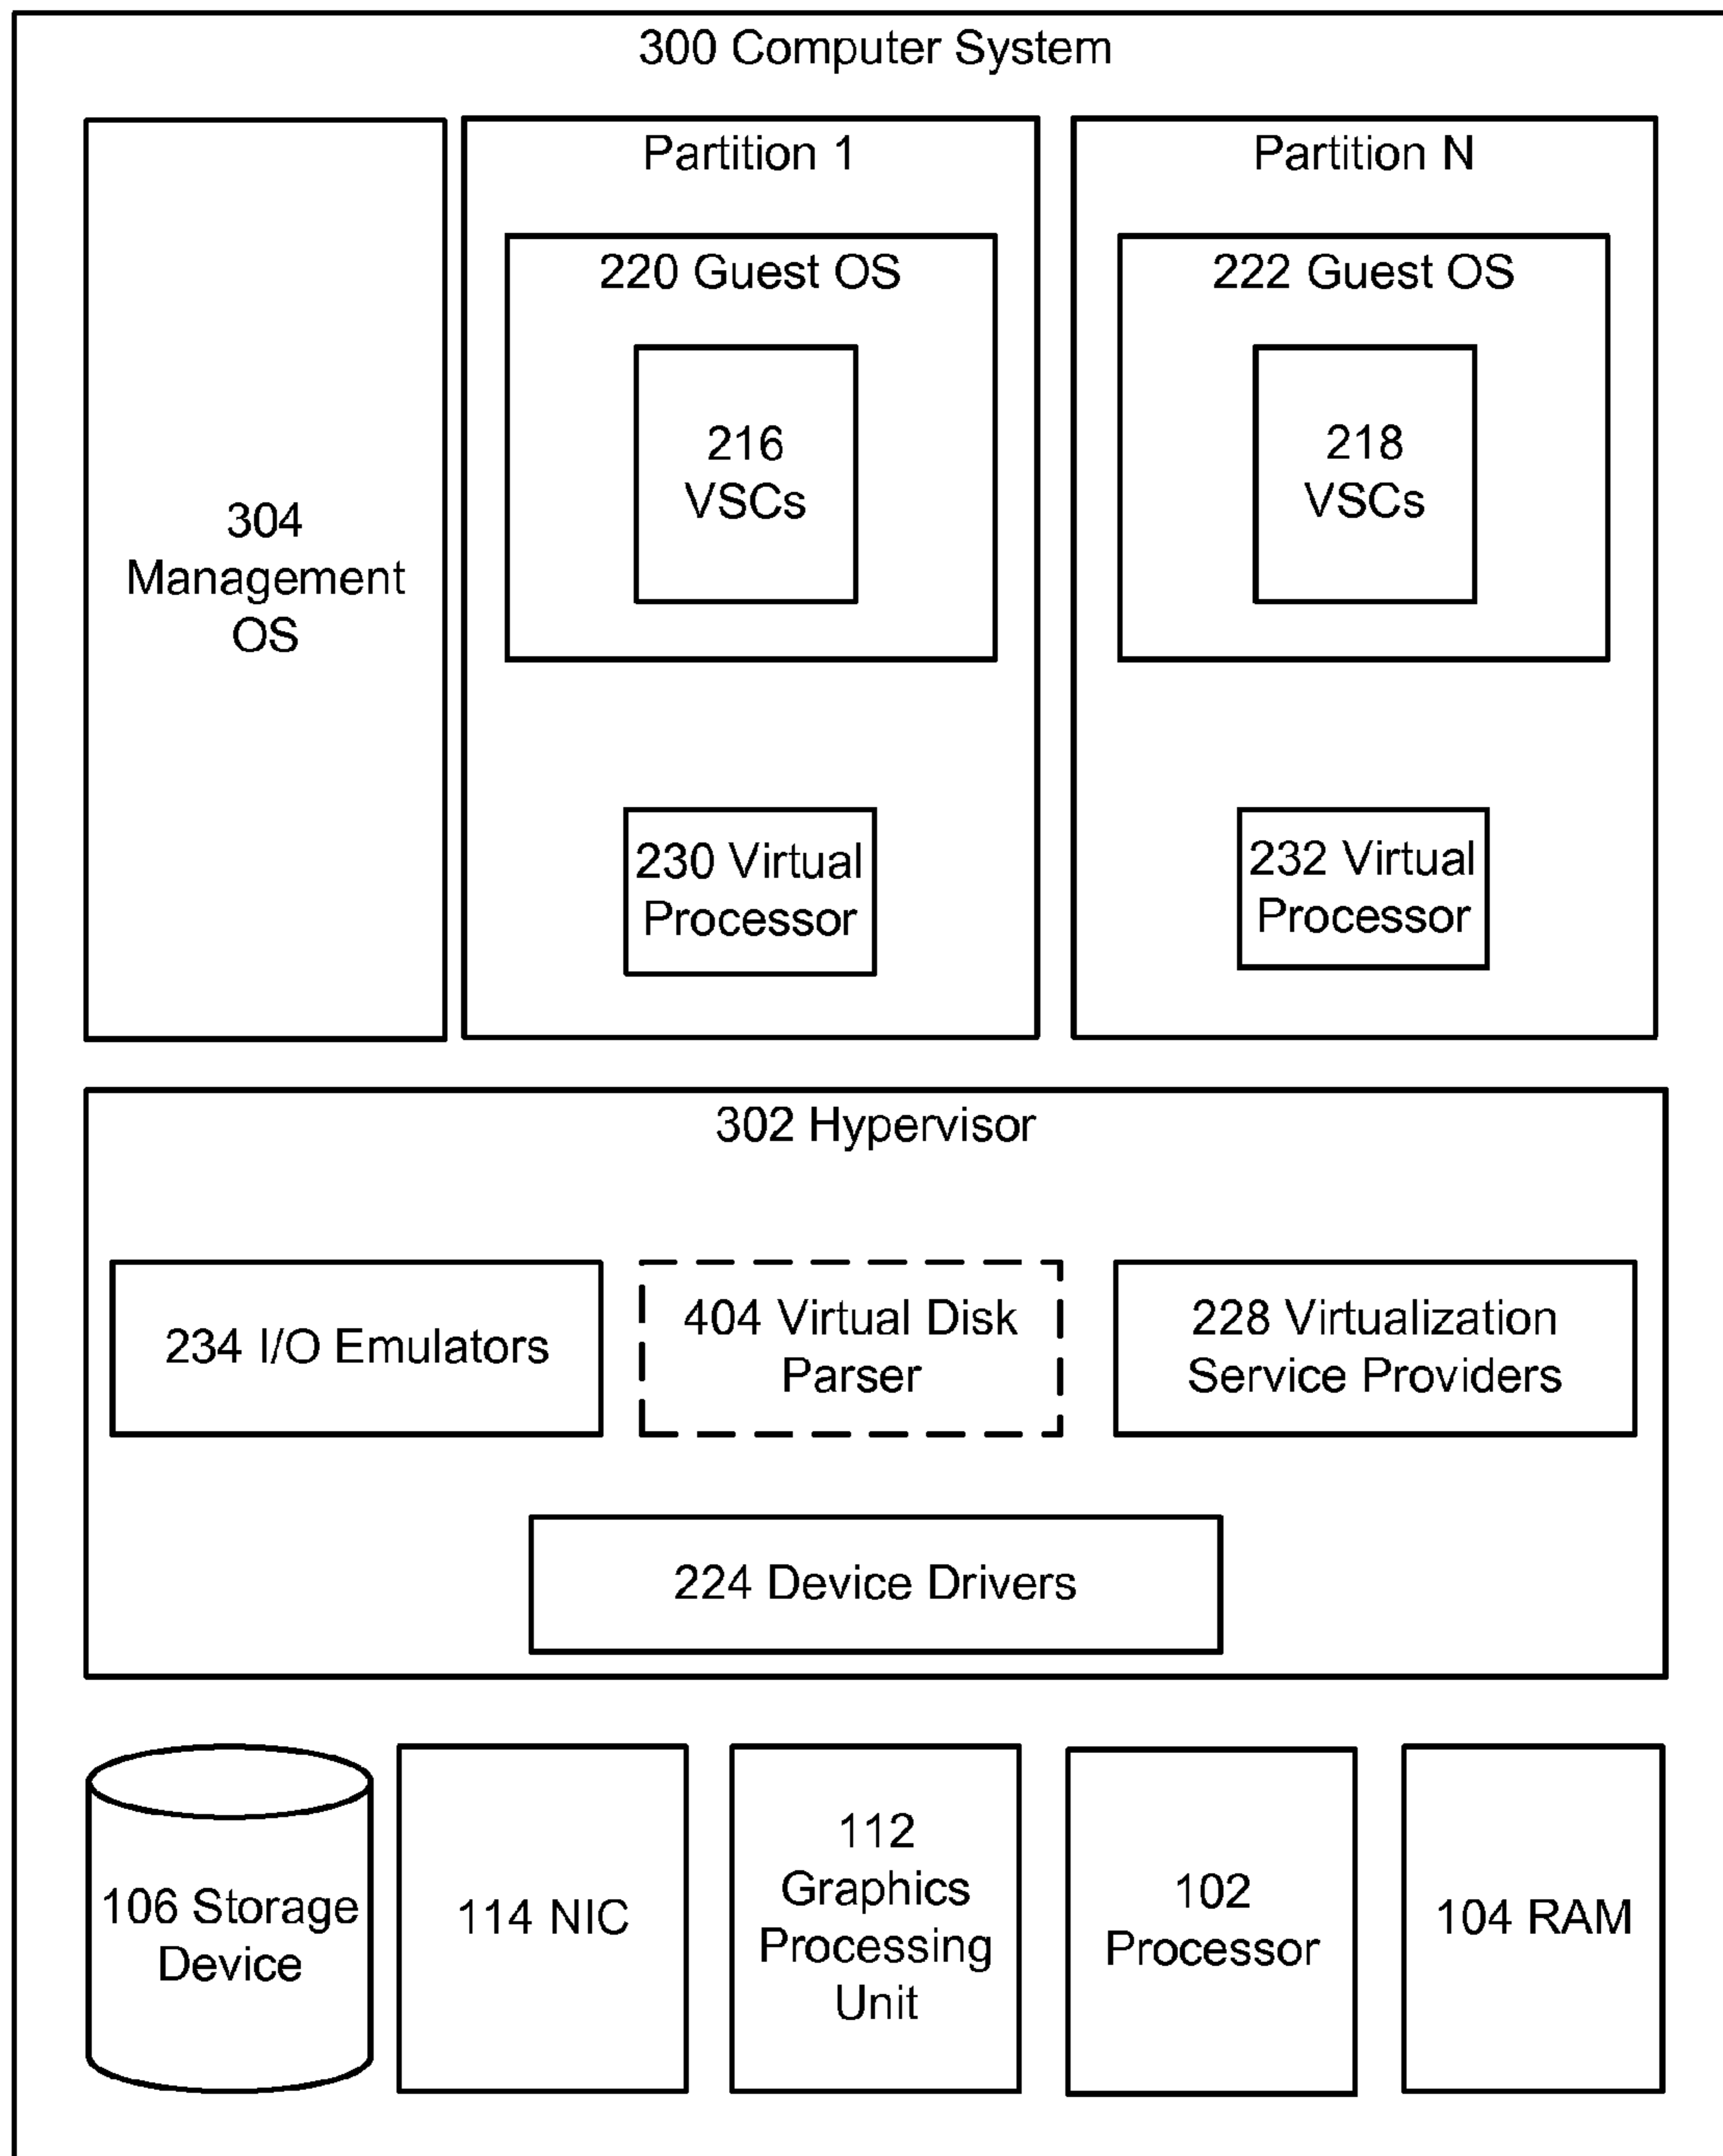 300 Computer System
304
Management
OS
Partition 1
220 Guest OS
216
VSCs
230 Virtual
Processor
Partition N
222 Guest OS
218
VSCs
232 Virtual
Processor
302 Hypervisor
234 I/O Emulators
404 Virtual Disk
Parser
228 Virtualization
Service Providers
224 Device Drivers
106 Storage
Device
114 NIC
112
Graphics
Processing
Unit
102
Processor
104 RAM